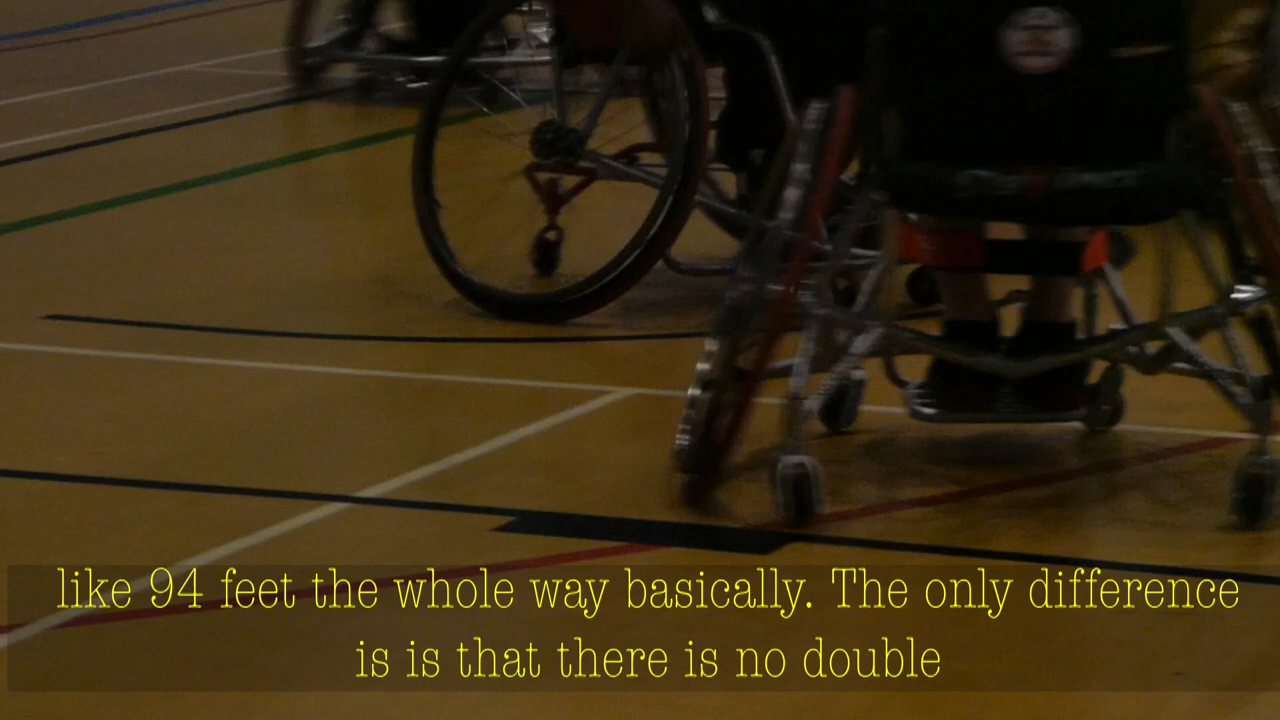 like 94 feet the whole way basically. The only difference
is is that there is no double